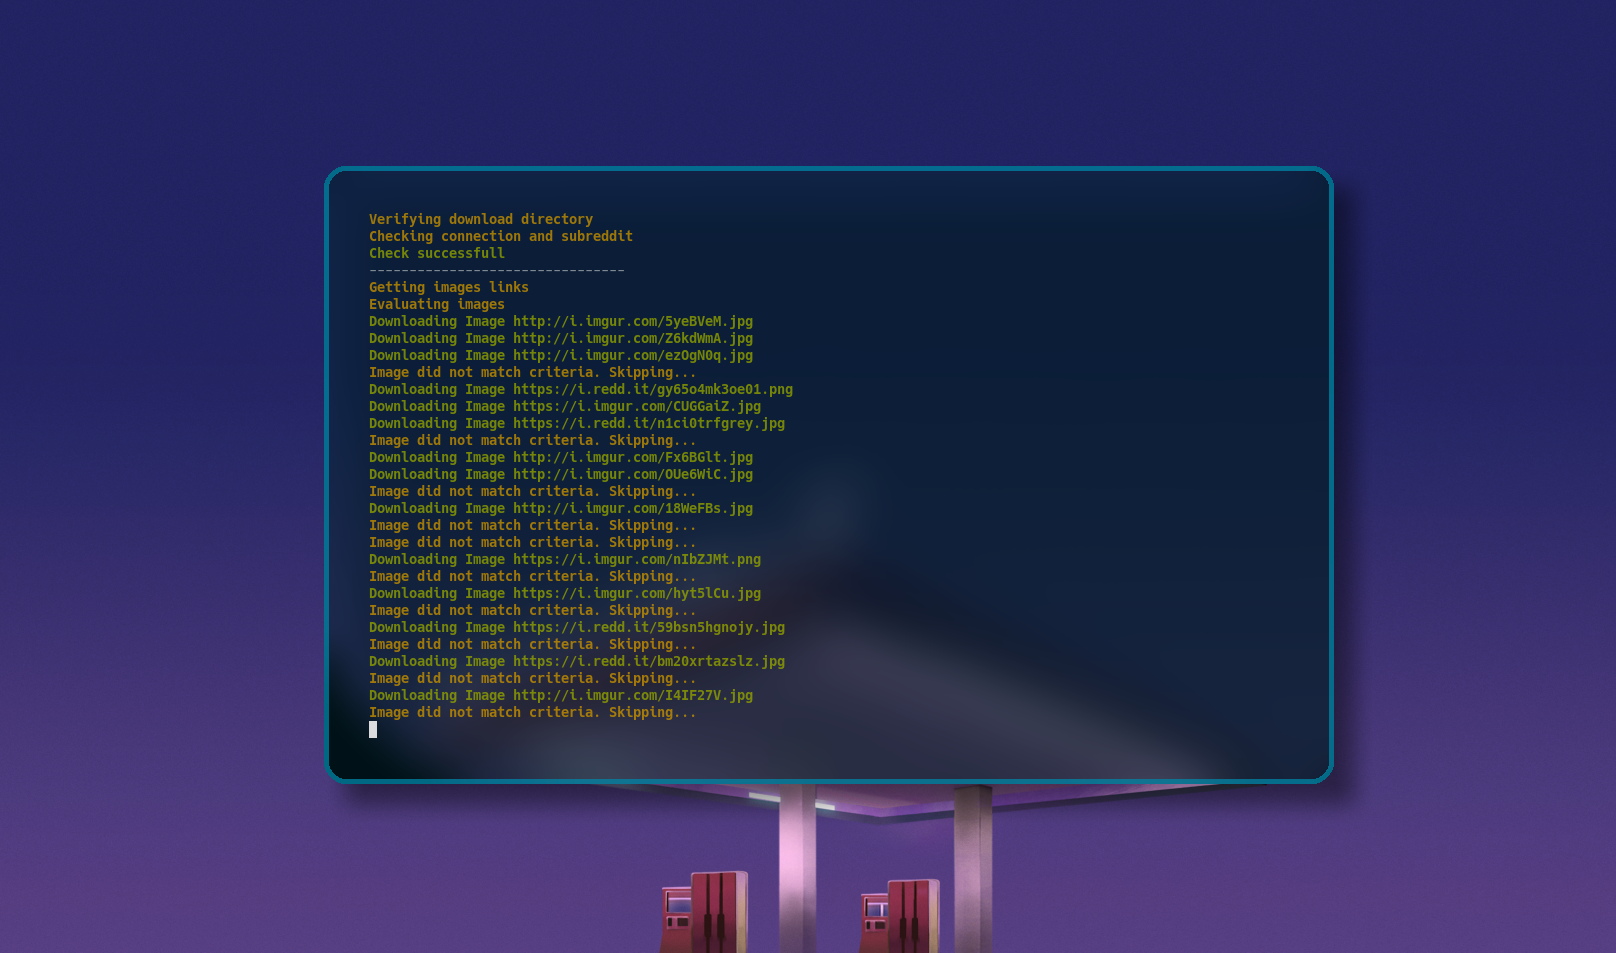 Verifying download directory
Checking connection and subreddit
Check successfull
--------------------------------
Getting images links
Evaluating images
Downloading Image http://i.imgur.com/5yeBVeM.jpg
Downloading Image http://i.imgur.com/Z6kdWmA.jpg
Downloading Image http://i.imgur.com/ezOgN0q.jpg
Image did not match criteria. Skipping...
Downloading Image https://i.redd.it/gy65o4mk3oe01.png
Downloading Image https://i.imgur.com/CUGGaiZ.jpg
Downloading Image https://i.redd.it/n1ci0trfgrey.jpg
Image did not match criteria. Skipping...
Downloading Image http://i.imgur.com/Fx6BGlt.jpg
Downloading Image http://i.imgur.com/OUe6WiC.jpg
Image did not match criteria. Skipping...
Downloading Image http://i.imgur.com/18WeFBs.jpg
Image did not match criteria. Skipping...
Image did not match criteria. Skipping...
Downloading Image https://i.imgur.com/nIbZJMt.png
Image did not match criteria. Skipping...
Downloading Image https://i.imgur.com/hyt5lCu.jpg
Image did not match criteria. Skipping...
Downloading Image https://i.redd.it/59bsn5hgnojy.jpg
Image did not match criteria. Skipping...
Downloading Image https://i.redd.it/bm20xrtazslz.jpg
Image did not match criteria. Skipping...
Downloading Image http://i.imgur.com/I4IF27V.jpg
Image did not match criteria. Skipping...